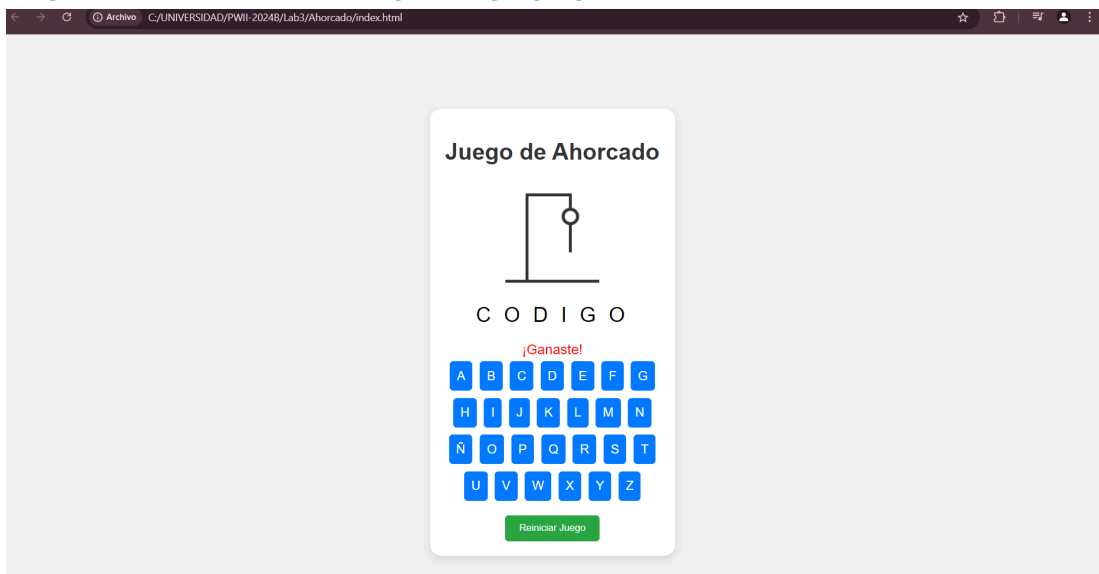 Archivo C:/UNIVERSIDAD/PWII-2024B/Lab3/Ahorcado/index.html
Juego de Ahorcado
C O D I G O
¡Ganaste!
A B C D E F G
H I J K L M N
Ñ O P Q R S T
U V W X Y Z
Reiniciar Juego